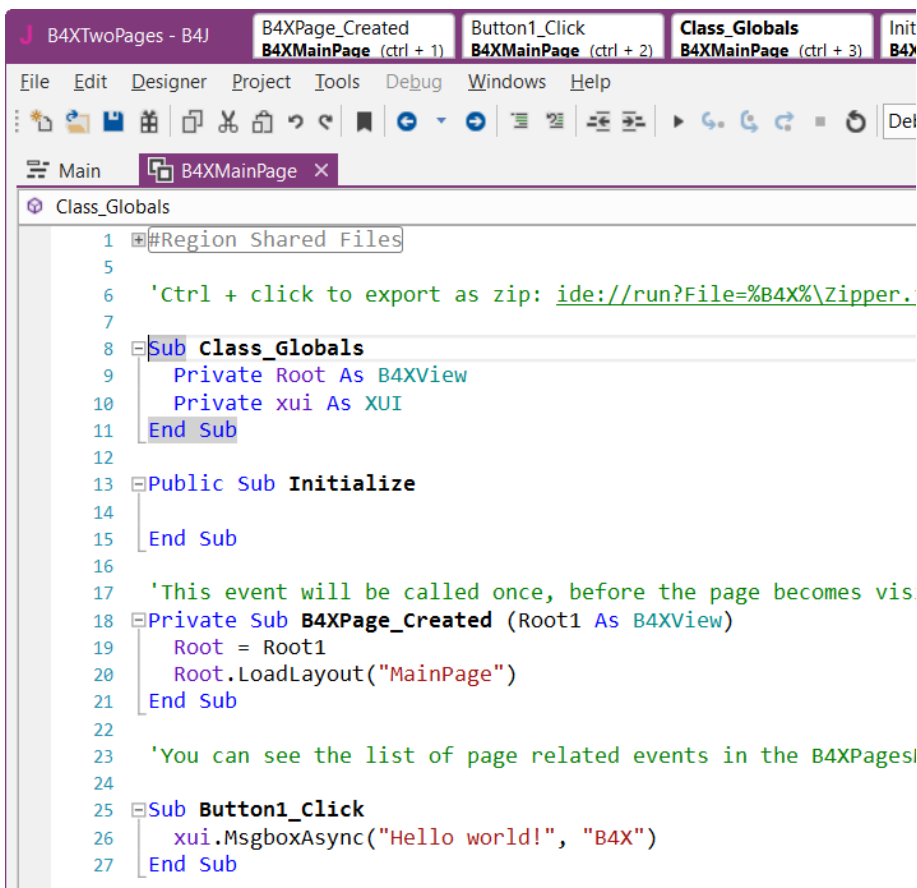 B4XTwoPages - B4J
B4XPage_Created
B4XMainPage (ctrl + 1)
Button1_Click
B4XMainPage (ctrl + 2)
Class_Globals
B4XMainPage (ctrl + 3)
Init
B4X
File Edit Designer Project Tools Debug Windows Help
Deb
Main B4XMainPage
Class_Globals
1 #Region Shared Files
5
6 'Ctrl + click to export as zip: ide://run?File=%B4X%\Zipper.
7
8 Sub Class_Globals
9 Private Root As B4XView
10 Private xui As XUI
11 End Sub
12
13 Public Sub Initialize
14
15 End Sub
16
17 'This event will be called once, before the page becomes vis
18 Private Sub B4XPage_Created (Root1 As B4XView)
19 Root = Root1
20 Root.LoadLayout("MainPage")
21 End Sub
22
23 'You can see the list of page related events in the B4XPages
24
25 Sub Button1_Click
26 xui.MsgboxAsync("Hello world!", "B4X")
27 End Sub